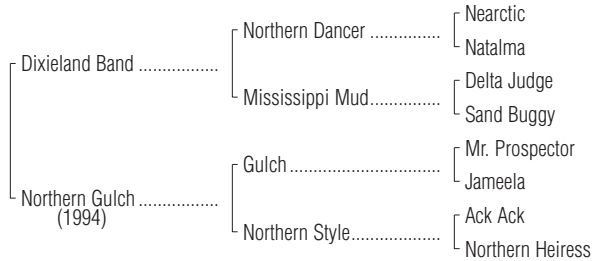 Nearctic
Northern Dancer ...............
Natalma
Dixieland Band .................
Delta Judge
Mississippi Mud...............
Sand Buggy
Mr. Prospector
Gulch................................
Jameela
Northern Gulch .................
(1994)
Ack Ack
Northern Style...................
Northern Heiress